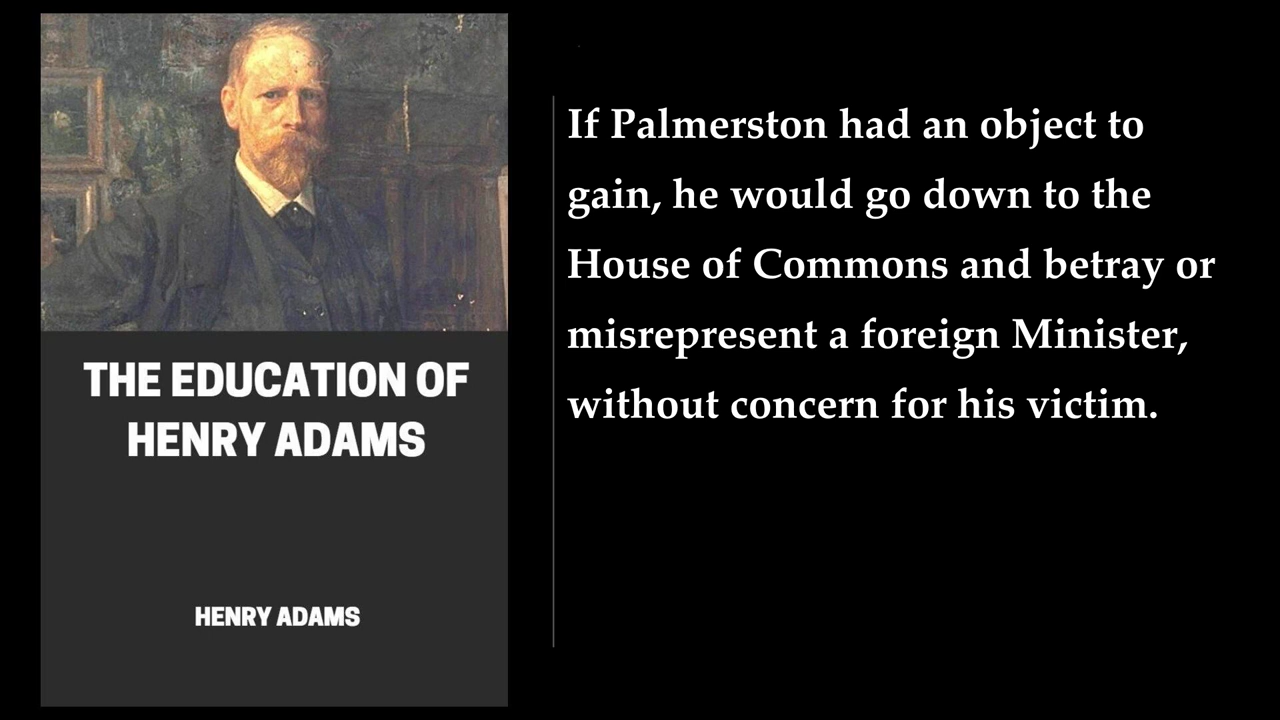 THE EDUCATION OF
HENRY ADAMS
HENRY ADAMS
If Palmerston had an object to
gain, he would go down to the
House of Commons and betray or
misrepresent a foreign Minister,
without concern for his victim.